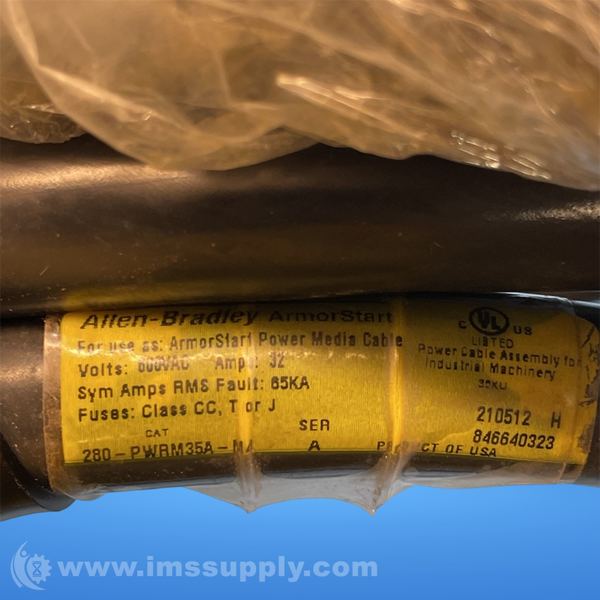 Allen-Bradley ArmorStart
For use as: ArmorStart Power Media Cable
Volts: 600VAC Amp: 32
Sym Amps RMS Fault: 65KA
Fuses: Class CC, T or J
CAT
280-PWRM35A-M
SER
A
C UL US
LISTED
Power Cable Assembly for
Industrial Machinery
210512 H
846640323
PRODUCT OF USA
www.imssupply.com